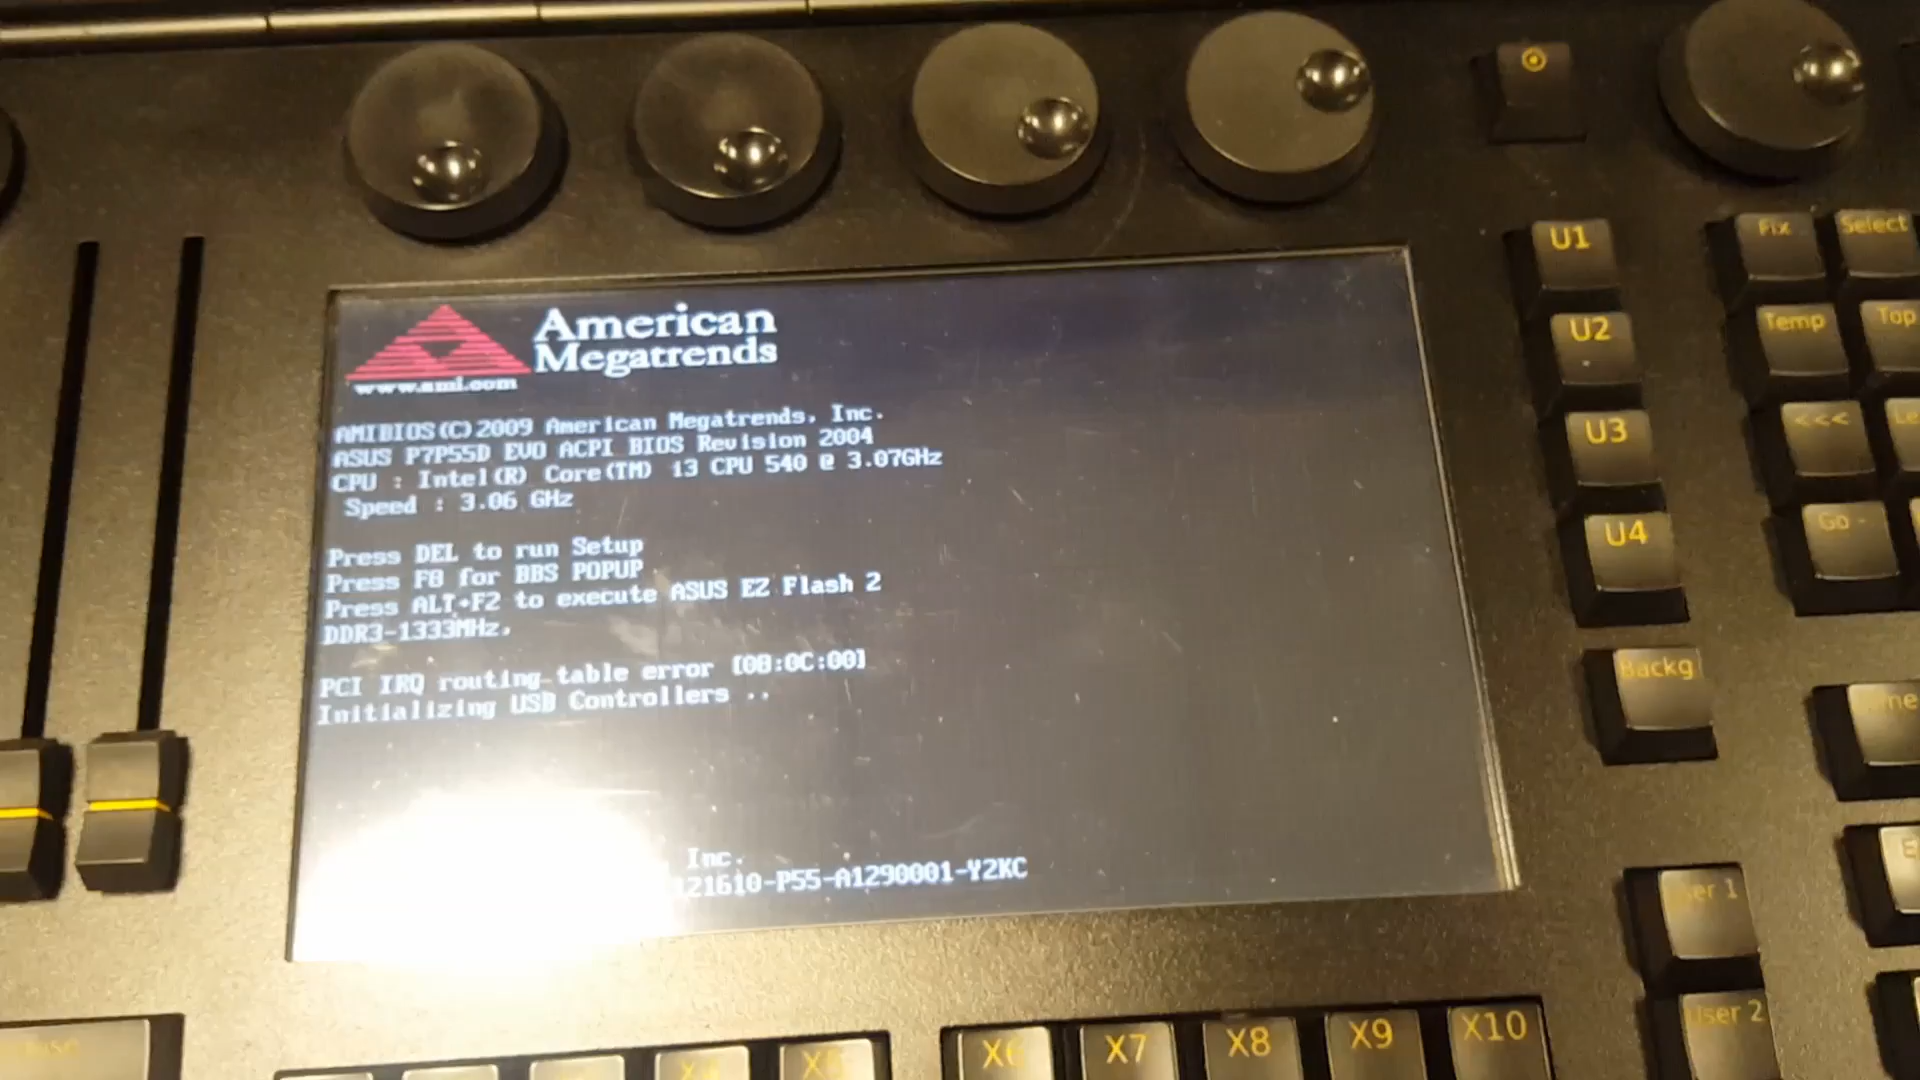 American
Megatrends
www.ami.com
AMIBIOS(C)2009 American Megatrends, Inc.
ASUS P7P55D EVO ACPI BIOS Revision 2004
CPU : Intel(R) Core(TM) i3 CPU 540 @ 3.07GHz
Speed : 3.06 GHz
Press DEL to run Setup
Press F8 for BBS POPUP
Press ALT+F2 to execute ASUS EZ Flash 2
DDR3-1333MHz.
PCI IRQ routing table error [00:0C:00]
Initializing USB Controllers ..
Inc.
121610-P55-A1290001-Y2KC
U1
U2
U3
U4
Backg
Fix
Select
Temp
Top
<<<
Go -
User 2
X4
X5
X6
X7
X8
X9
X10